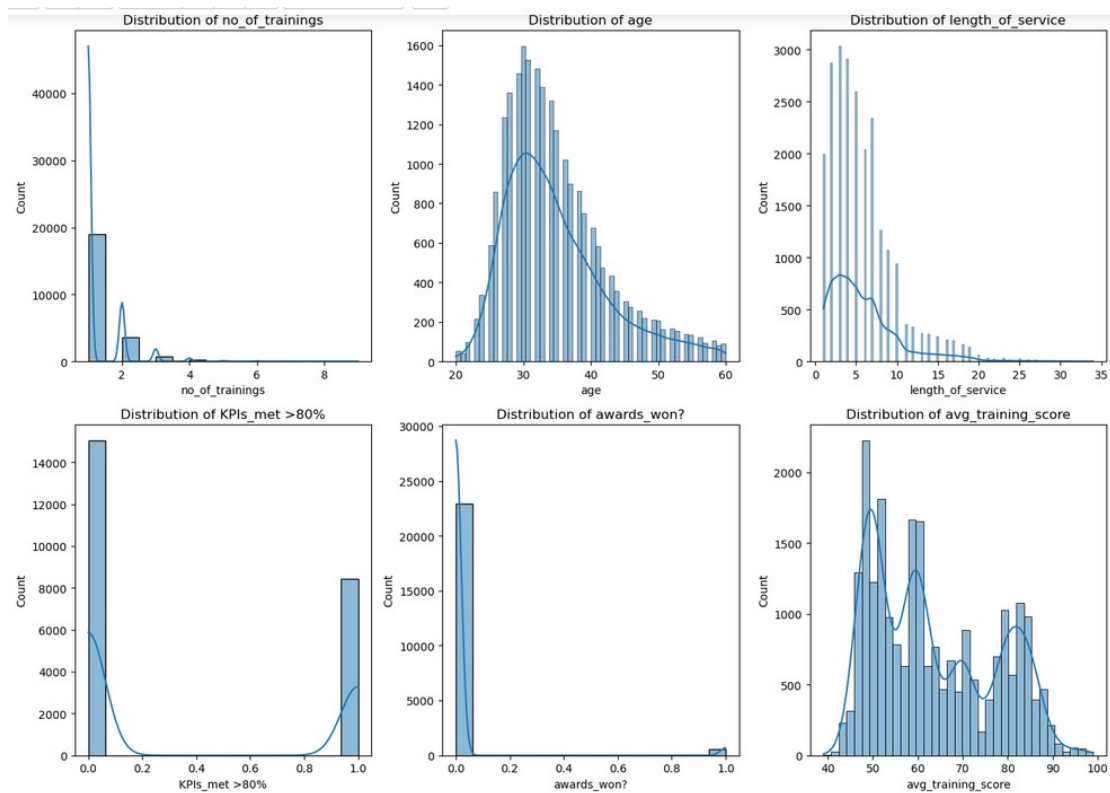 Distribution of no_of_trainings
Count
40000
30000
20000
10000
0
2 4 6 8
no_of_trainings
Distribution of age
Count
1600
1400
1200
1000
800
600
400
200
0
20 30 40 50 60
age
Distribution of length_of_service
Count
3000
2500
2000
1500
1000
500
0
0 5 10 15 20 25 30 35
length_of_service
Distribution of KPIs_met >80%
Count
14000
12000
10000
8000
6000
4000
2000
0
0.0 0.2 0.4 0.6 0.8 1.0
KPIs_met >80%
Distribution of awards_won?
Count
30000
25000
20000
15000
10000
5000
0
0.0 0.2 0.4 0.6 0.8 1.0
awards_won?
Distribution of avg_training_score
Count
2000
1500
1000
500
0
40 50 60 70 80 90 100
avg_training_score